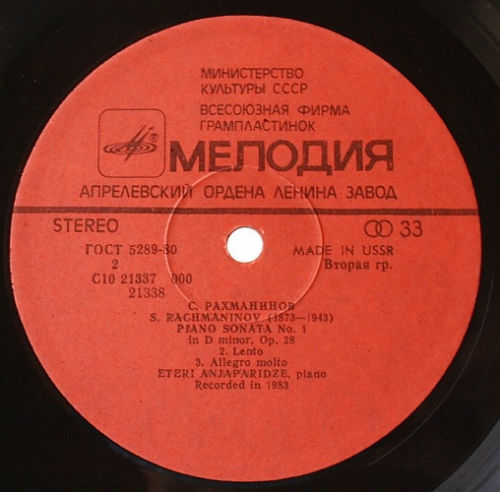 МИНИСТЕРСТВО
КУЛЬТУРЫ СССР
ВСЕСОЮЗНАЯ ФИРМА
ГРАМПЛАСТИНОК
МЕЛОДИЯ
АПРЕЛЕВСКИЙ ОРДЕНА ЛЕНИНА ЗАВОД
STEREO 33
ГОСТ 5289-80 MADE IN USSR
2 Вторая гр.
С10 21337 000
21338
С. РАХМАНИНОВ
S. RACHMANINOV (1873—1943)
PIANO SONATA No. 1
in D minor, Op. 28
2. Lento
3. Allegro molto
ETERI ANJAPARIDZE, piano
Recorded in 1983